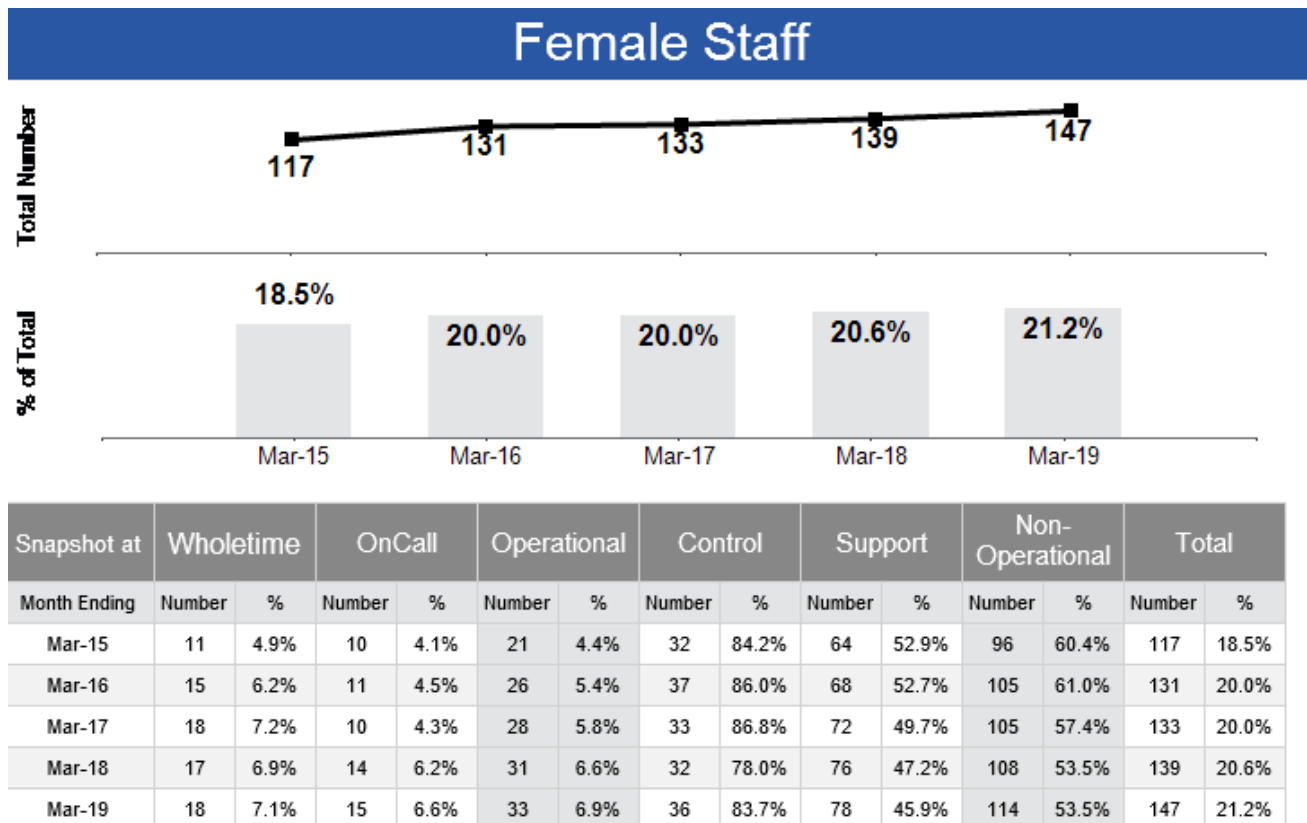 Female Staff
Total Number
117 131 133 139 147
% of Total
18.5% 20.0% 20.0% 20.6% 21.2%
Mar-15 Mar-16 Mar-17 Mar-18 Mar-19
Snapshot at Wholetime OnCall Operational Control Support Non-Operational Total
Month Ending Number % Number % Number % Number % Number % Number % Number %
Mar-15 11 4.9% 10 4.1% 21 4.4% 32 84.2% 64 52.9% 96 60.4% 117 18.5%
Mar-16 15 6.2% 11 4.5% 26 5.4% 37 86.0% 68 52.7% 105 61.0% 131 20.0%
Mar-17 18 7.2% 10 4.3% 28 5.8% 33 86.8% 72 49.7% 105 57.4% 133 20.0%
Mar-18 17 6.9% 14 6.2% 31 6.6% 32 78.0% 76 47.2% 108 53.5% 139 20.6%
Mar-19 18 7.1% 15 6.6% 33 6.9% 36 83.7% 78 45.9% 114 53.5% 147 21.2%